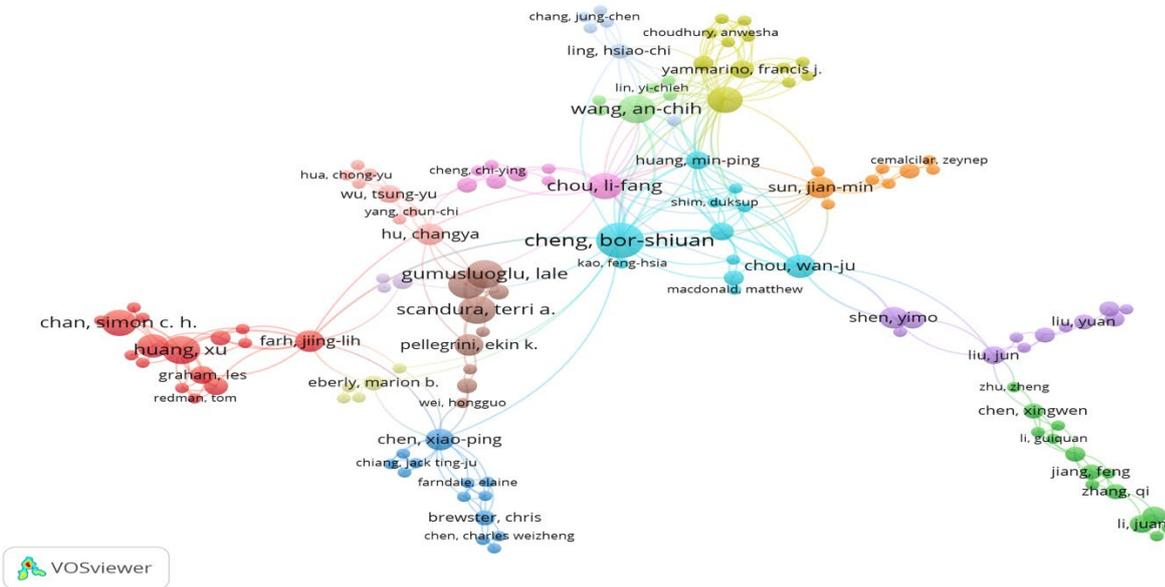 chang, jung-chen
choudhury, anwesha
ling, hsiao-chi
yammarino, francis j.
lin, yi-chieh
wang, an-chih
huang, min-ping
cemalcilar, zeynep
cheng, chi-ying
hua, chong-yu
chou, li-fang
sun, jian-min
wu, tsung-yu
shim, duksup
yang, chun-chi
hu, changya
cheng, bor-shiuan
kao, feng-hsia
chou, wan-ju
gumusluoglu, lale
macdonald, matthew
scandura, terri a.
shen, yimo
chan, simon c. h.
liu, yuan
farh, jiing-lih
pellegrini, ekin k.
huang, xu
liu, jun
graham, les
eberly, marion b.
zhu, zheng
redman, tom
wei, hongguo
chen, xingwen
chen, xiao-ping
li, guiquan
chiang, jack ting-ju
jiang, feng
farndale, elaine
zhang, qi
brewster, chris
li, juan
chen, charles weizheng
VOSviewer